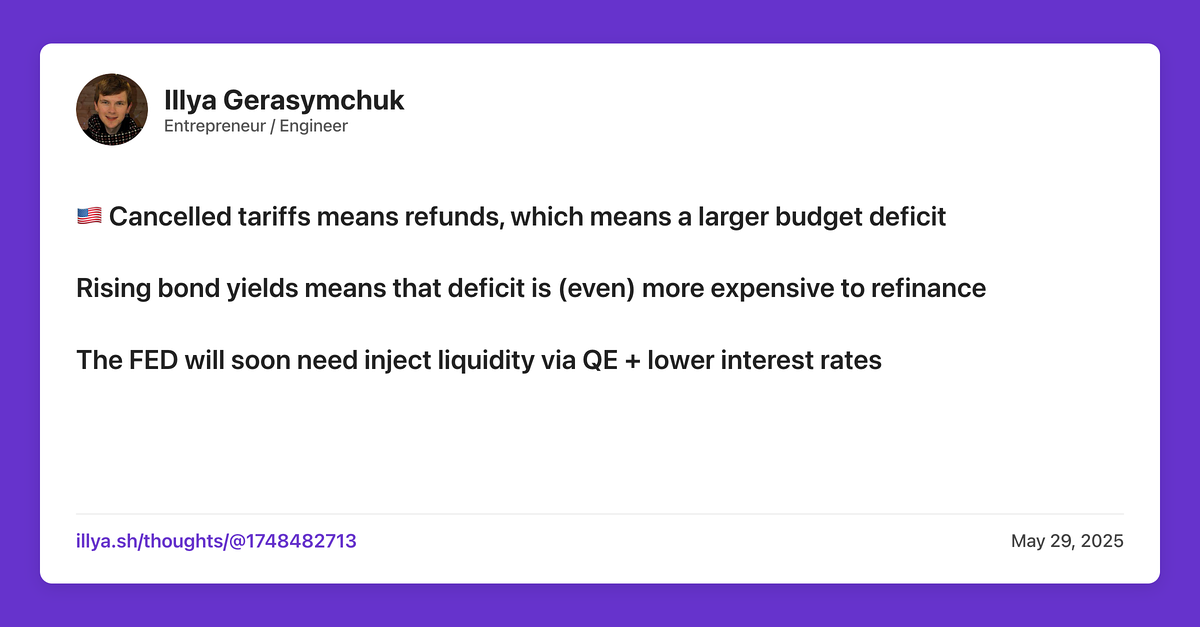 Illya Gerasymchuk
Entrepreneur / Engineer
🇺🇸 Cancelled tariffs means refunds, which means a larger budget deficit
Rising bond yields means that deficit is (even) more expensive to refinance
The FED will soon need inject liquidity via QE + lower interest rates
illya.sh/thoughts/@1748482713
May 29, 2025